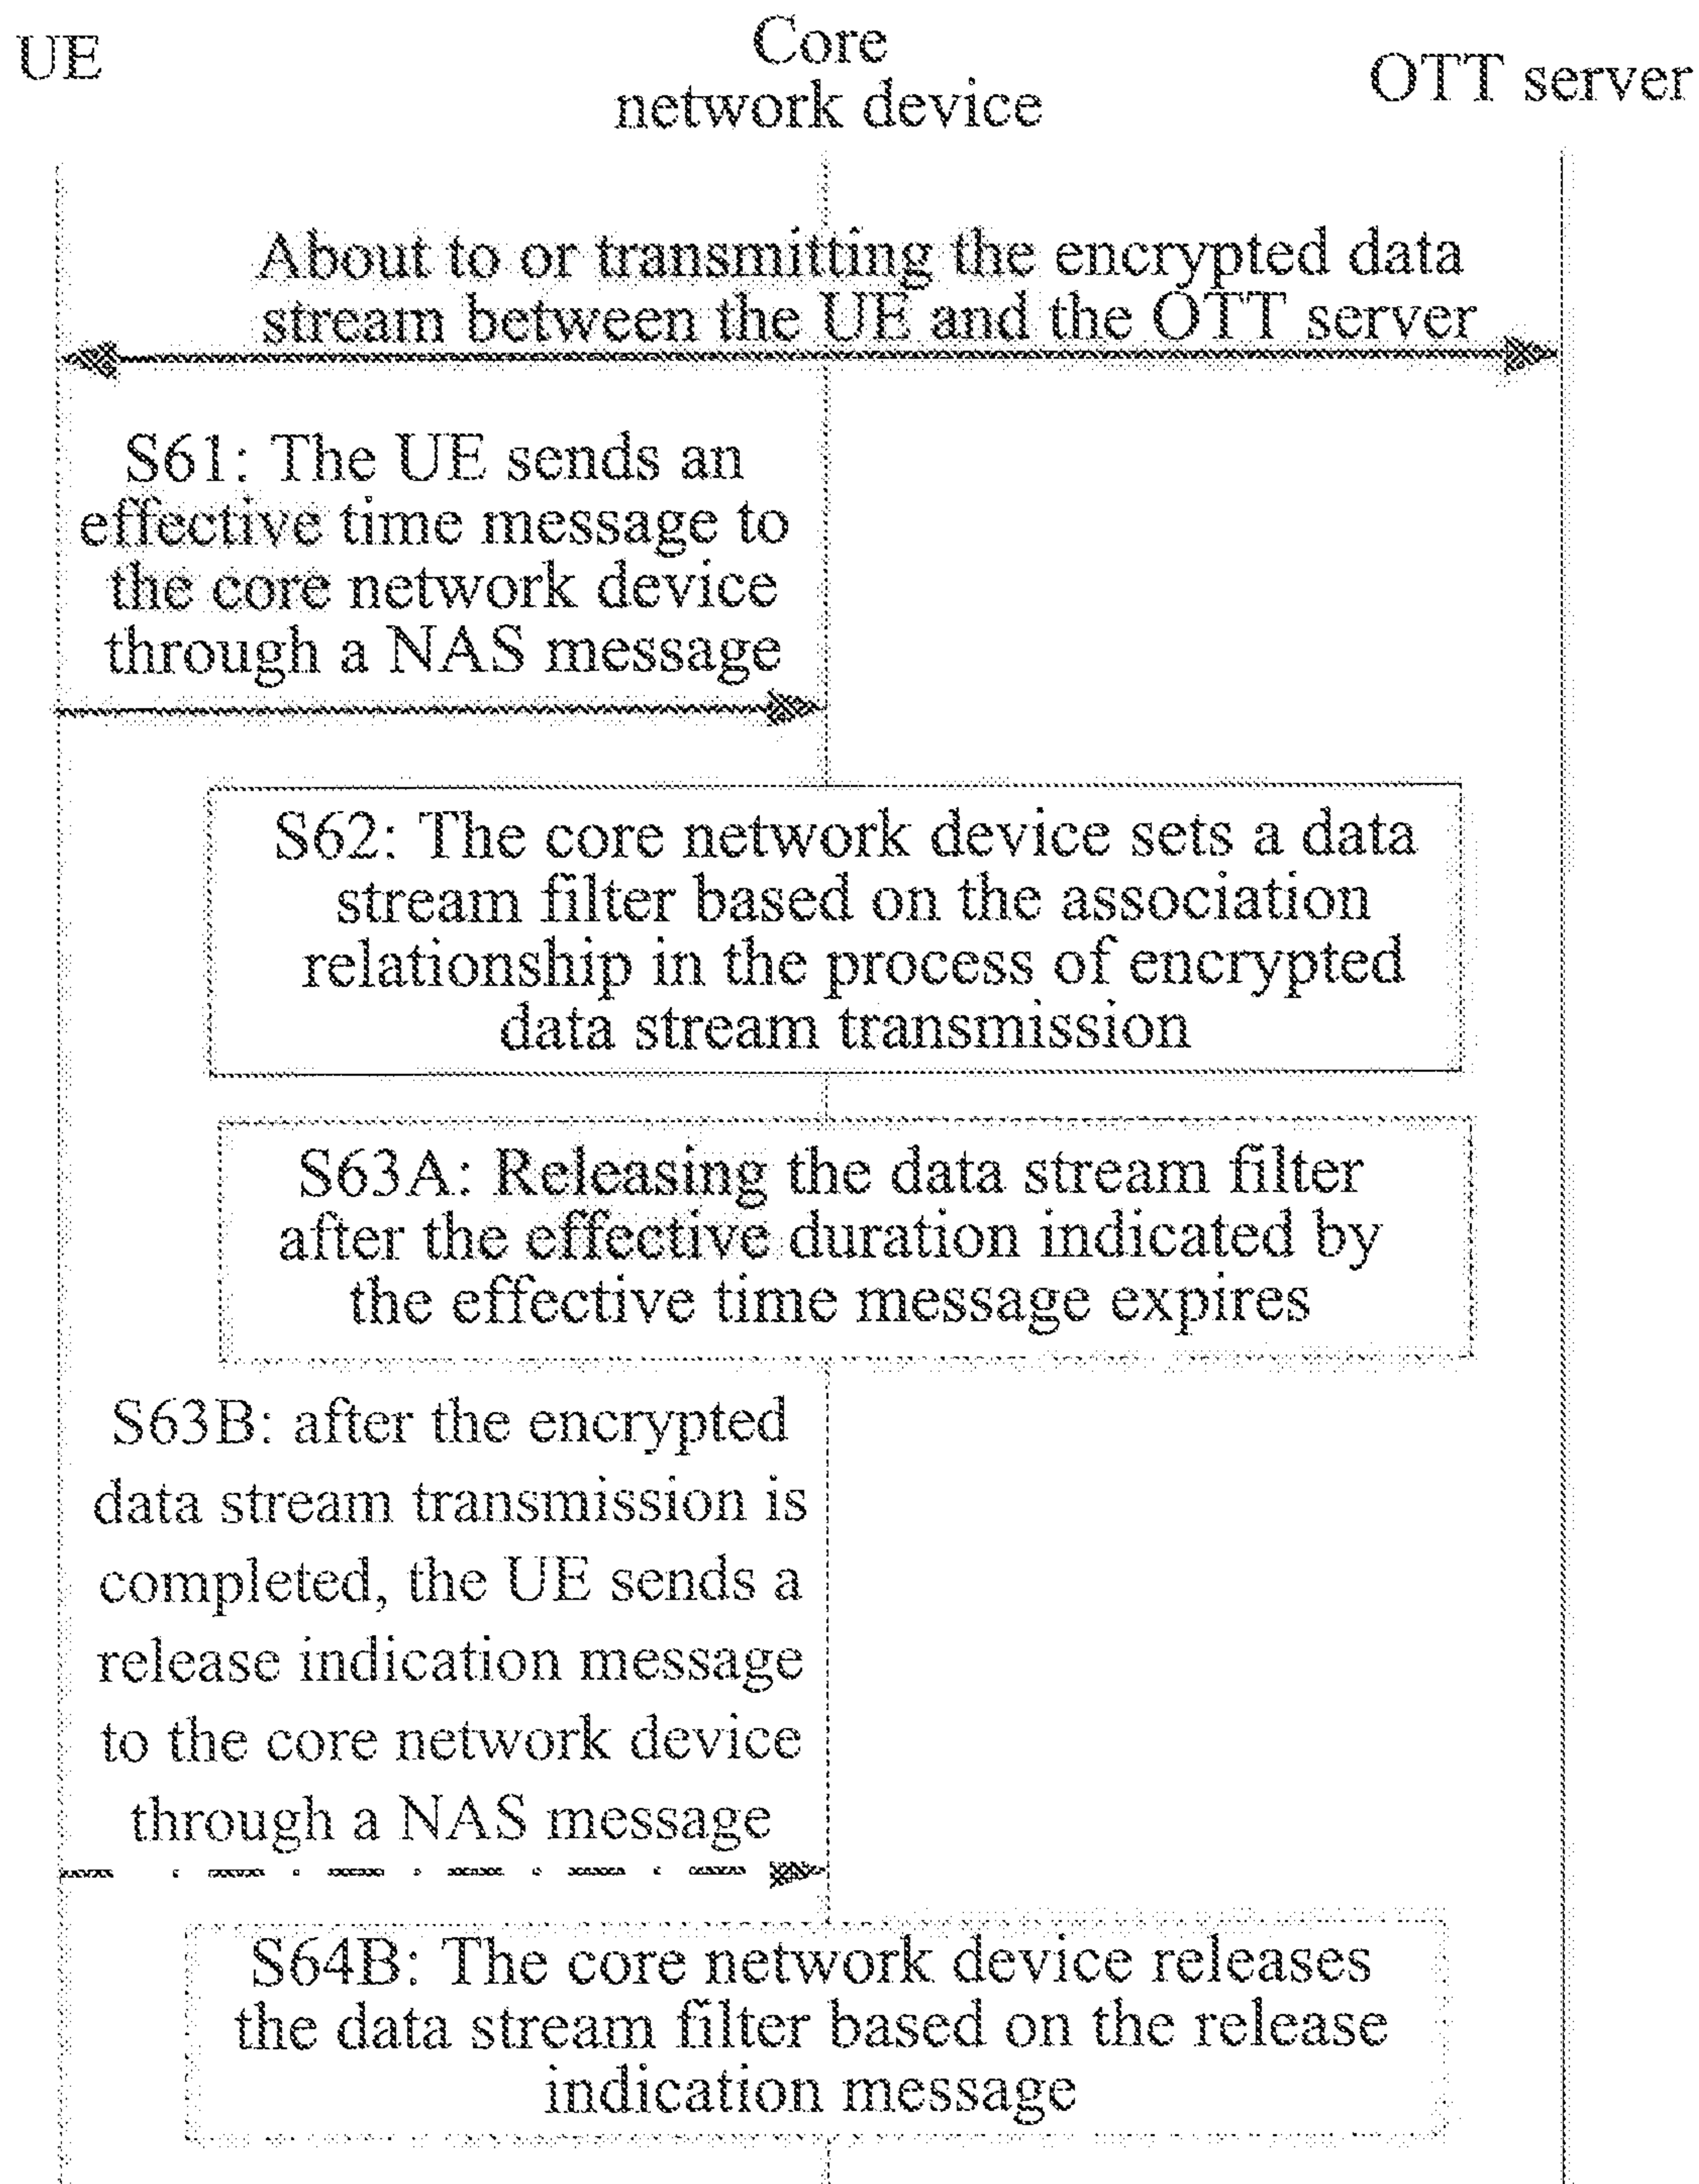 UE
Core
network device
OTT server
About to or transmitting the encrypted data
stream between the UE and the OTT server
S61: The UE sends an
effective time message to
the core network device
through a NAS message
S62: The core network device sets a data
stream filter based on the association
relationship in the process of encrypted
data stream transmission
S63A: Releasing the data stream filter
after the effective duration indicated by
the effective time message expires
S63B: after the encrypted
data stream transmission is
completed, the UE sends a
release indication message
to the core network device
through a NAS message
S64B: The core network device releases
the data stream filter based on the release
indication message